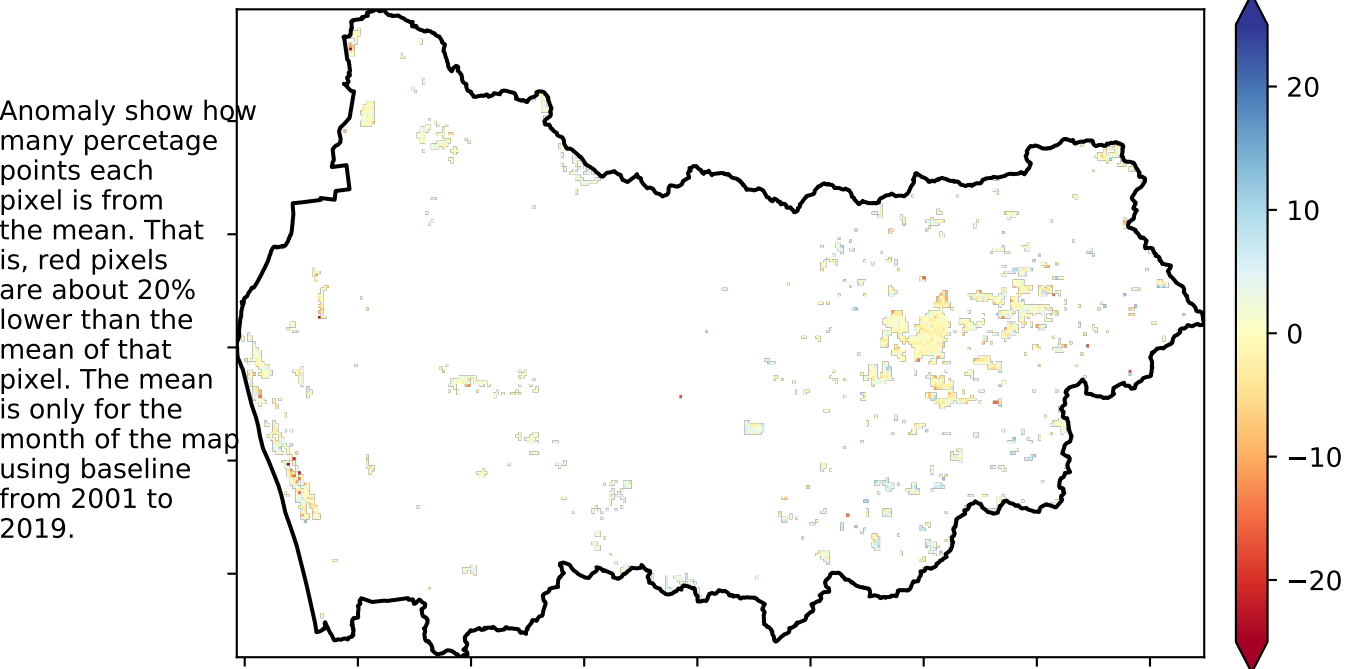 Anomaly show how
many percetage
points each
pixel is from
the mean. That
is, red pixels
are about 20%
lower than the
mean of that
pixel. The mean
is only for the
month of the map
using baseline
from 2001 to
2019.
20
10
0
−10
−20